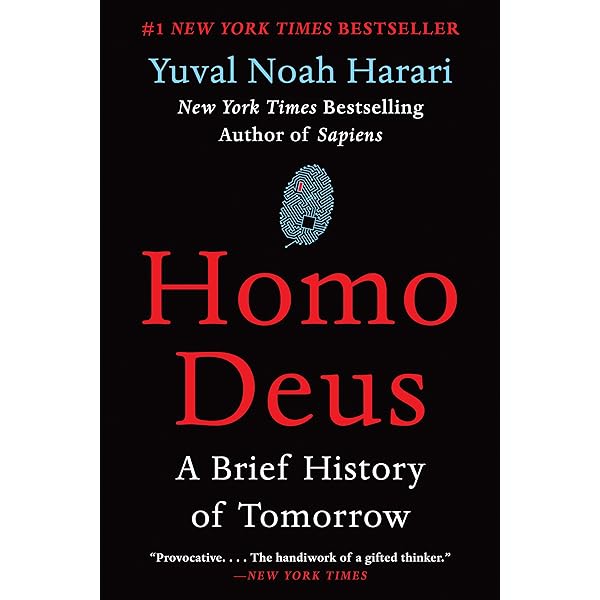 #1 NEW YORK TIMES BESTSELLER
Yuval Noah Harari
New York Times Bestselling
Author of Sapiens
Homo
Deus
A Brief History
of Tomorrow
“Provocative. . . . The handiwork of a gifted thinker.”
—NEW YORK TIMES